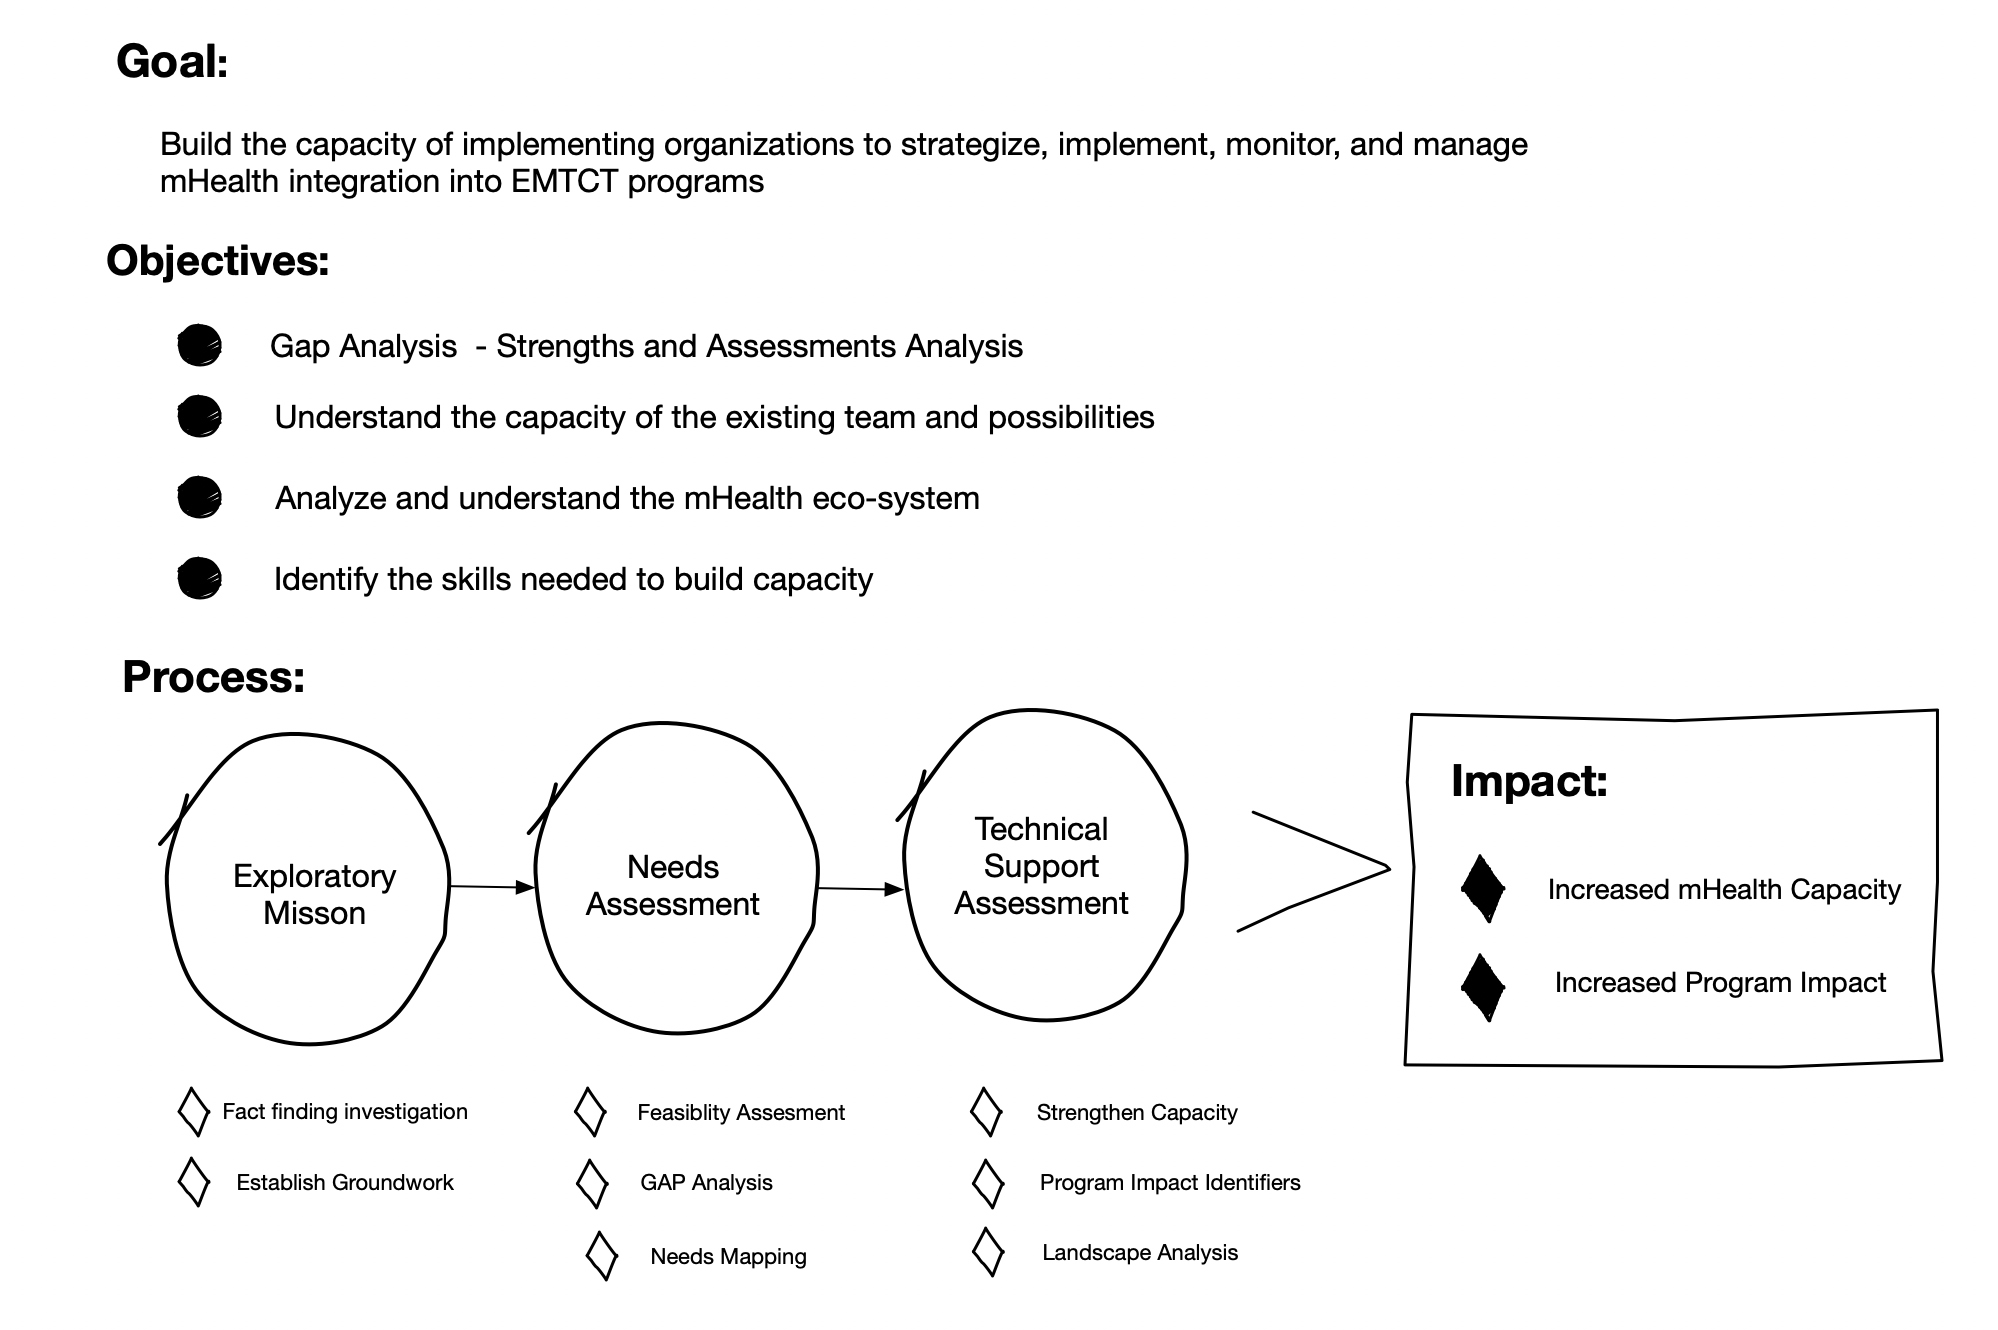 Goal:
Build the capacity of implementing organizations to strategize, implement, monitor, and manage
mHealth integration into EMTCT programs
Objectives:
Gap Analysis  - Strengths and Assessments Analysis
Understand the capacity of the existing team and possibilities
Analyze and understand the mHealth eco-system
Identify the skills needed to build capacity
Process:
Exploratory
Misson
Needs
Assessment
Technical
Support
Assessment
Impact:
Increased mHealth Capacity
Increased Program Impact
Fact finding investigation
Establish Groundwork
Feasiblity Assesment
GAP Analysis
Needs Mapping
Strengthen Capacity
Program Impact Identifiers
Landscape Analysis